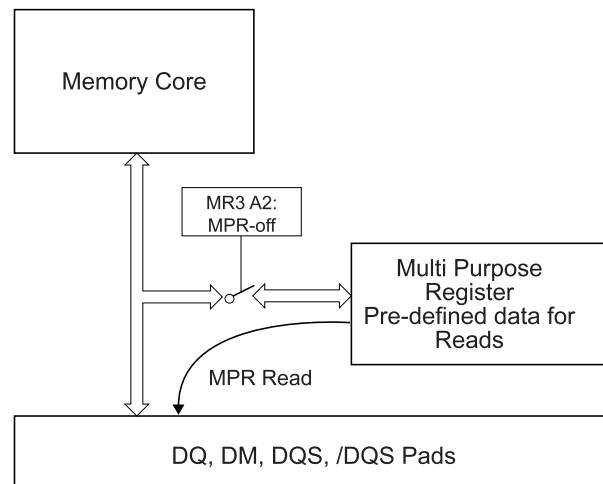 Memory Core
MR3 A2:
MPR-off
Multi Purpose
Register
Pre-defined data for
Reads
MPR Read
DQ, DM, DQS, /DQS Pads